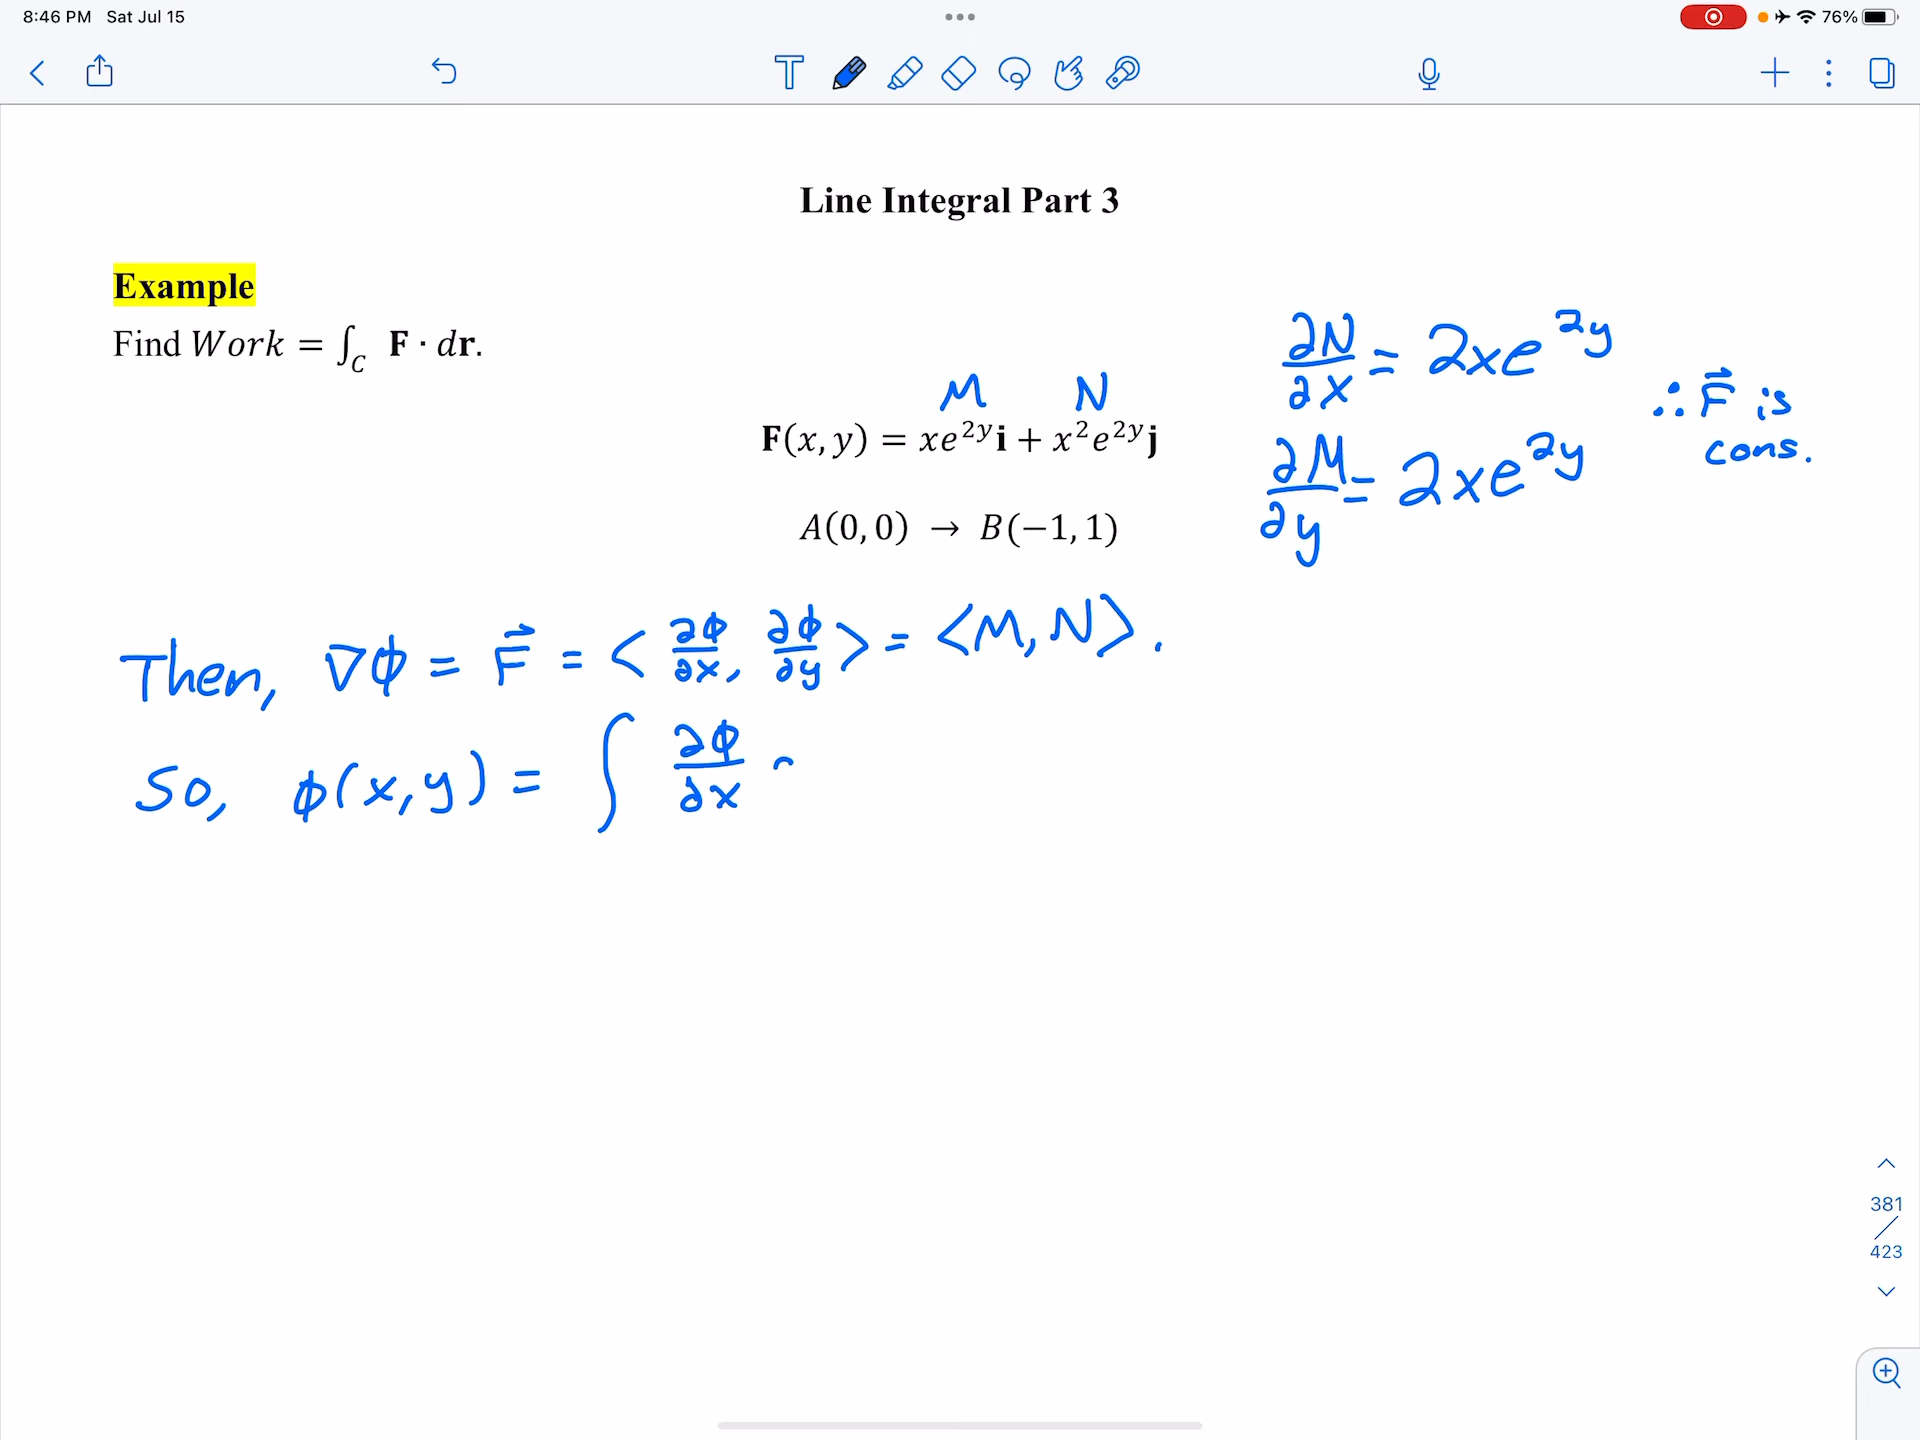 8:46 PM Sat Jul 15
76%
Line Integral Part 3
Example
Find Work = ∫_C F · dr.
M N
F(x, y) = xe^{2y}i + x^2e^{2y}j
A(0, 0) → B(−1, 1)
∂N/∂x = 2xe^{2y}
∂M/∂y = 2xe^{2y}
∴ F⃗ is
cons.
Then, ∇ϕ = F⃗ = <∂ϕ/∂x, ∂ϕ/∂y> = <M, N>.
So, ϕ(x, y) = ∫ ∂ϕ/∂x
381
/
423